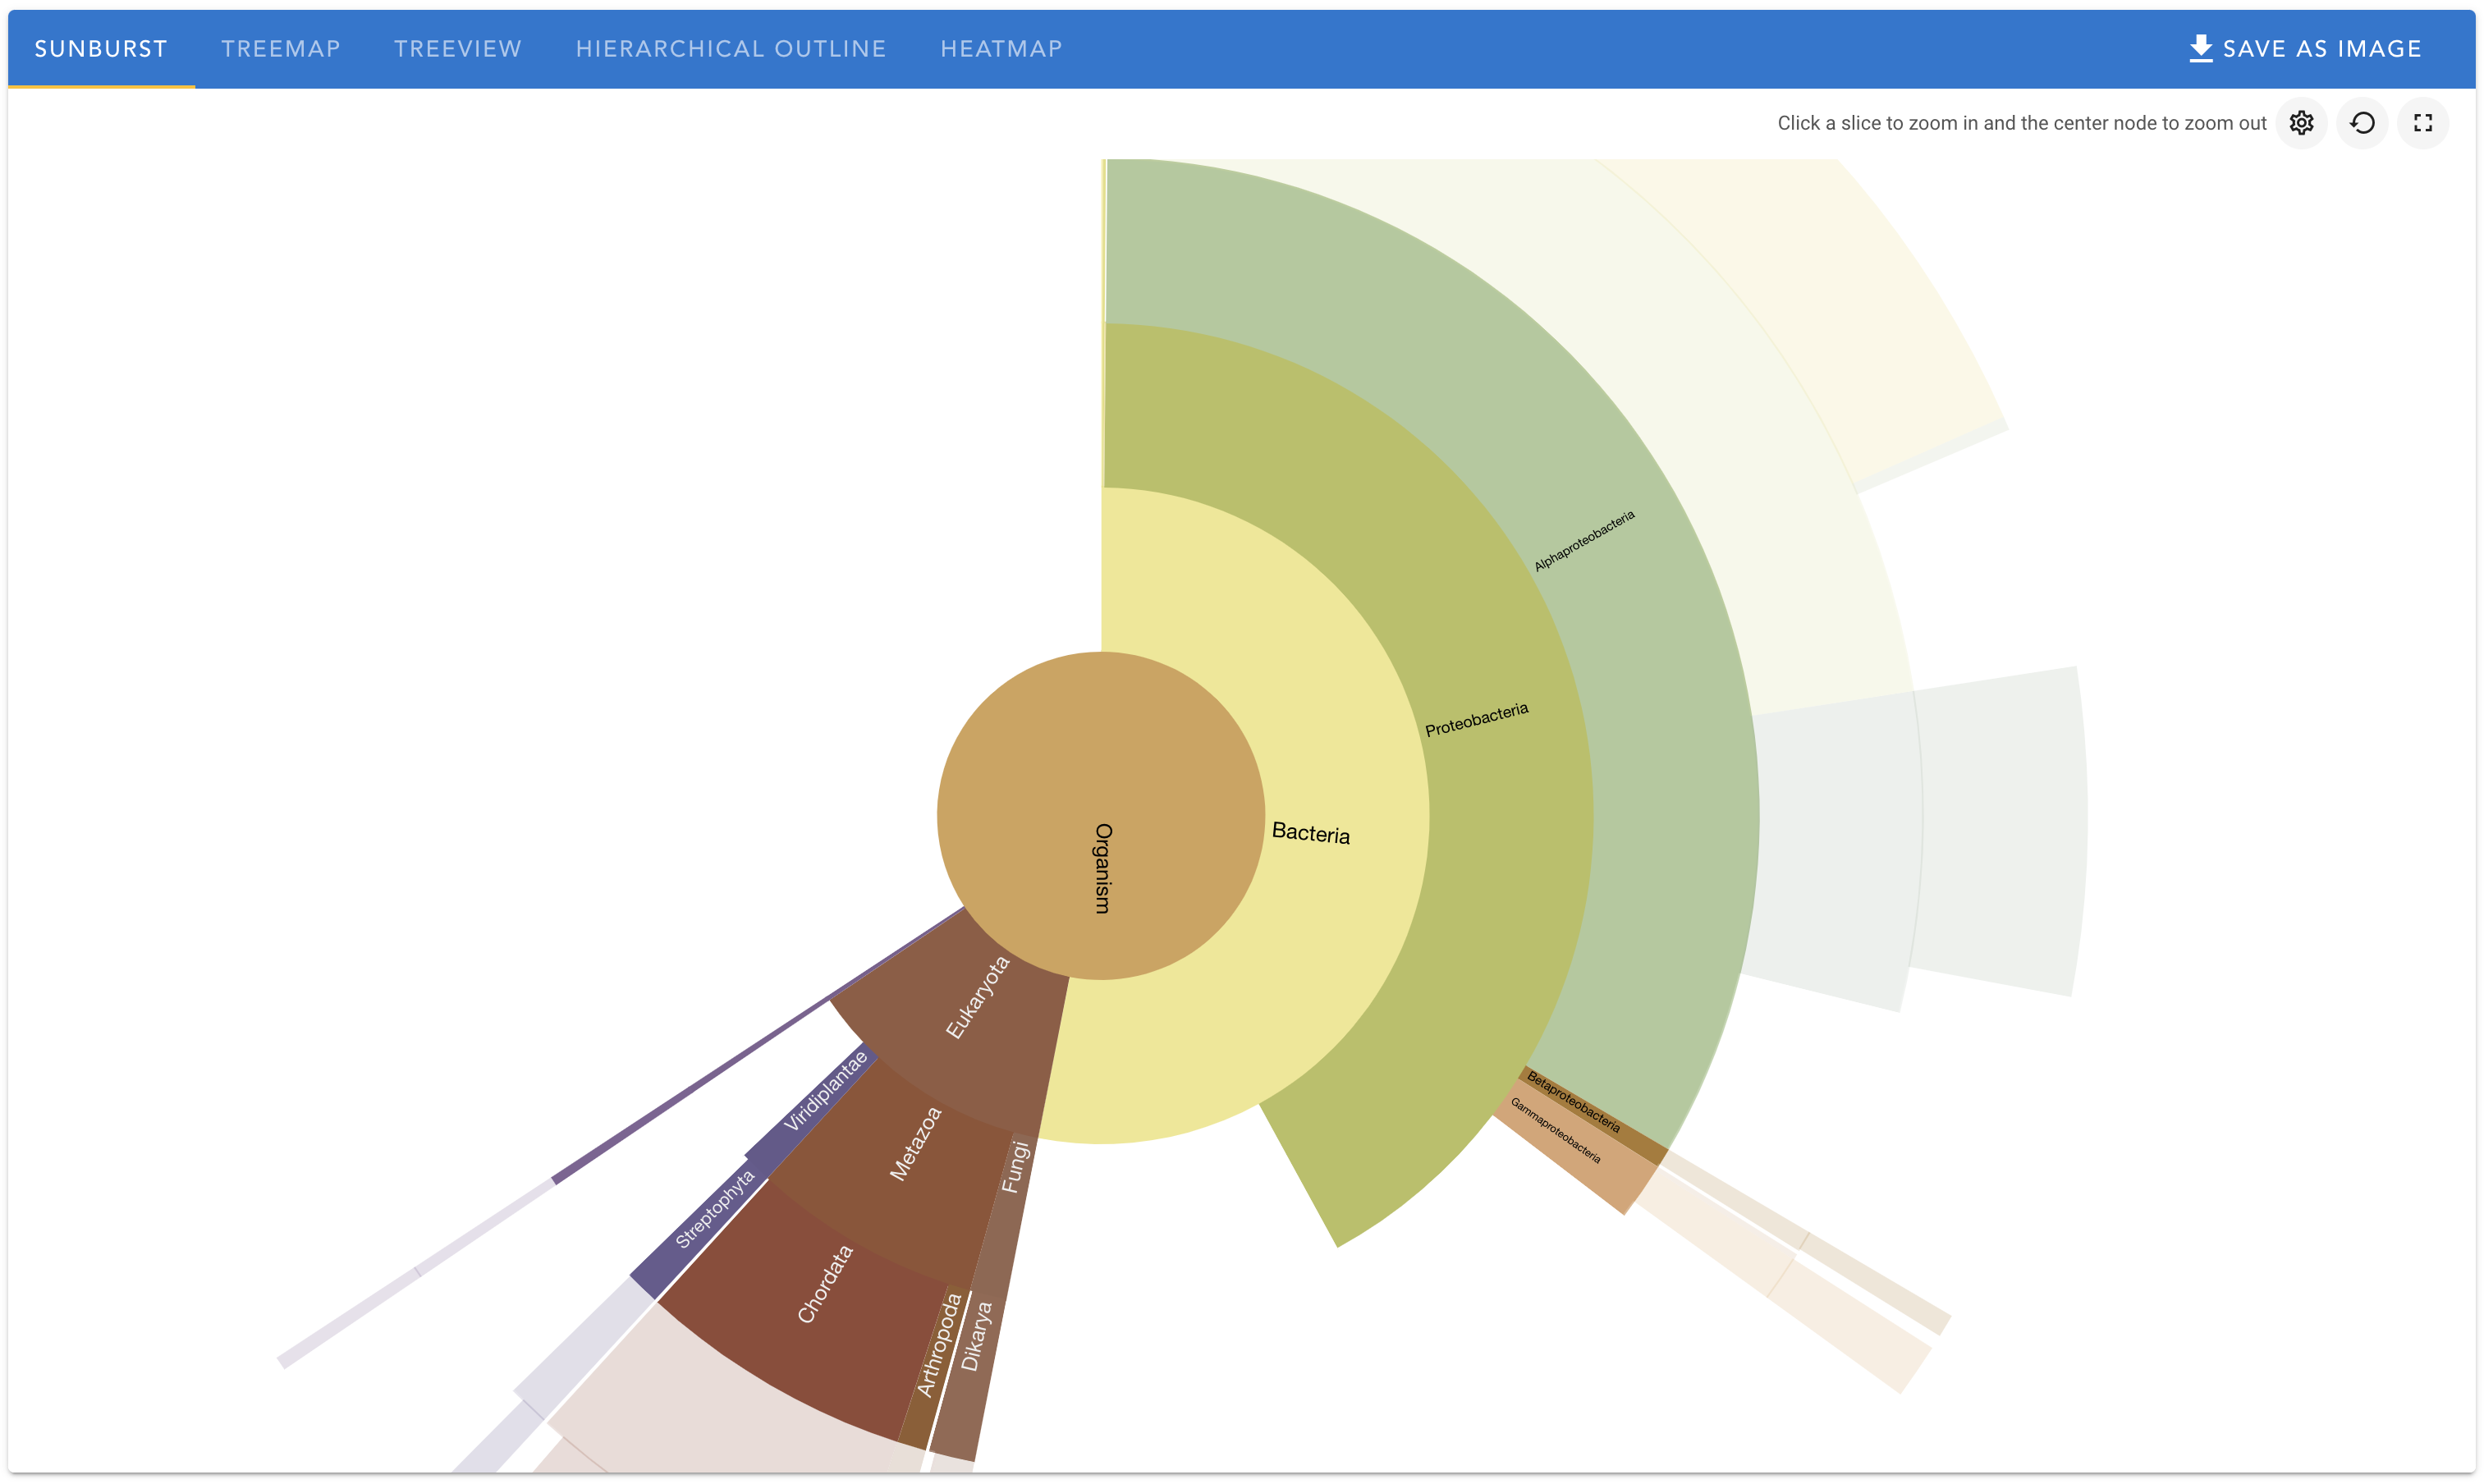 SUNBURST
TREEMAP
TREEVIEW
HIERARCHICAL OUTLINE
HEATMAP
SAVE AS IMAGE
Click a slice to zoom in and the center node to zoom out
Alphaproteobacteria
Proteobacteria
Bacteria
Organism
Eukaryota
Viridiplantae
Metazoa
Fungi
Betaproteobacteria
Gammaproteobacteria
Streptophyta
Chordata
Arthropoda
Dikarya